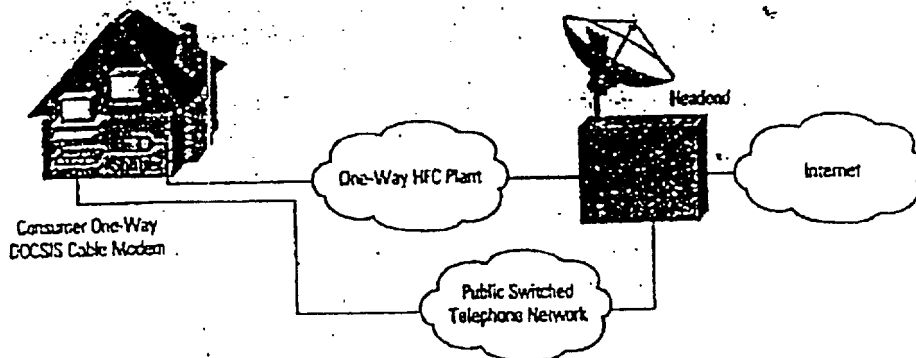 Headend
One-Way HFC Plant
Internet
Consumer One-Way
DOCSIS Cable Modem
Public Switched
Telephone Network